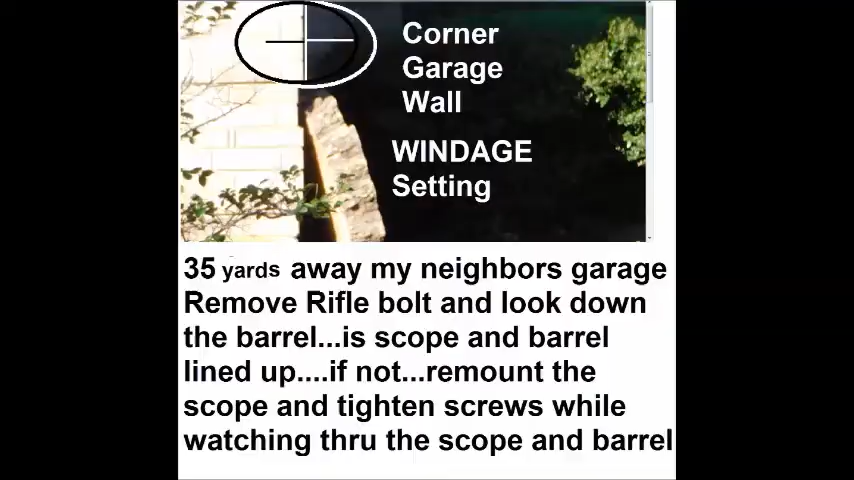 Corner
Garage
Wall
WINDAGE
Setting
35 yards away my neighbors garage
Remove Rifle bolt and look down
the barrel...is scope and barrel
lined up....if not...remount the
scope and tighten screws while
watching thru the scope and barrel